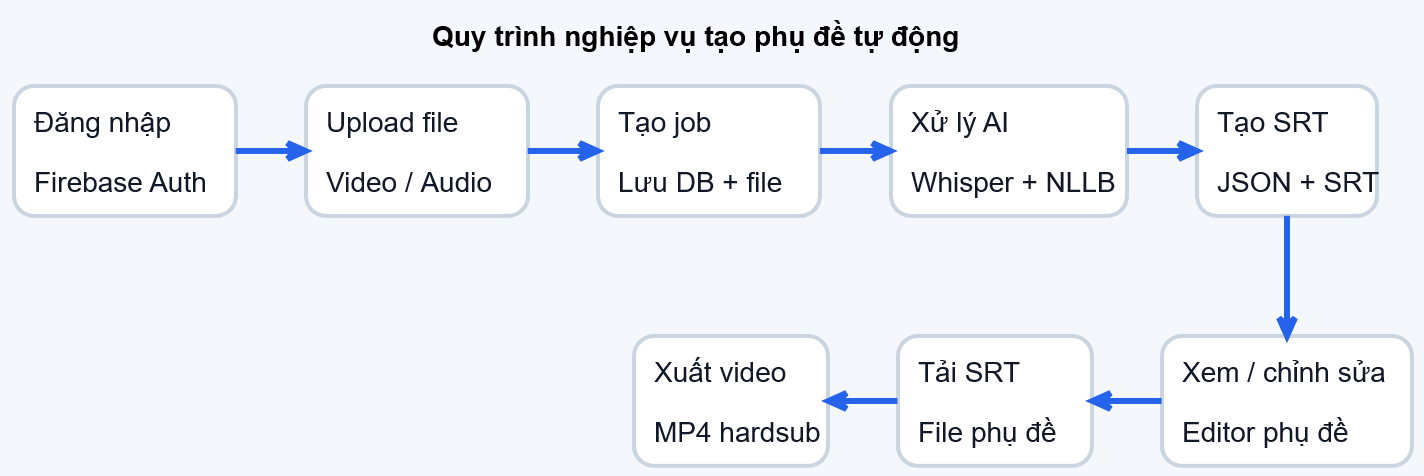 Quy trình nghiệp vụ tạo phụ đề tự động
Đăng nhập
Firebase Auth
Upload file
Video / Audio
Tạo job
Lưu DB + file
Xử lý AI
Whisper + NLLB
Tạo SRT
JSON + SRT
Xem / chỉnh sửa
Editor phụ đề
Tải SRT
File phụ đề
Xuất video
MP4 hardsub